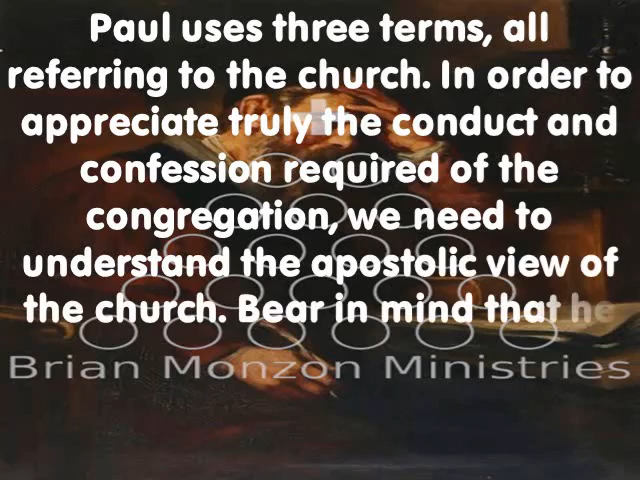 Paul uses three terms, all
referring to the church. In order to
appreciate truly the conduct and
confession required of the
congregation, we need to
understand the apostolic view of
the church. Bear in mind that he
Brian Monzon Ministries